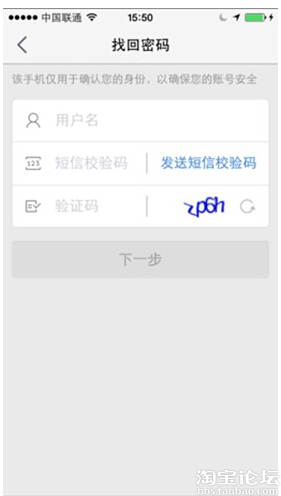 中国联通 15:50
找回密码
该手机仅用于确认您的身份、以确保您的账号安全
用户名
123 短信校验码 发送短信校验码
验证码 zp6h
下一步
淘宝论坛
bbs.taobao.com